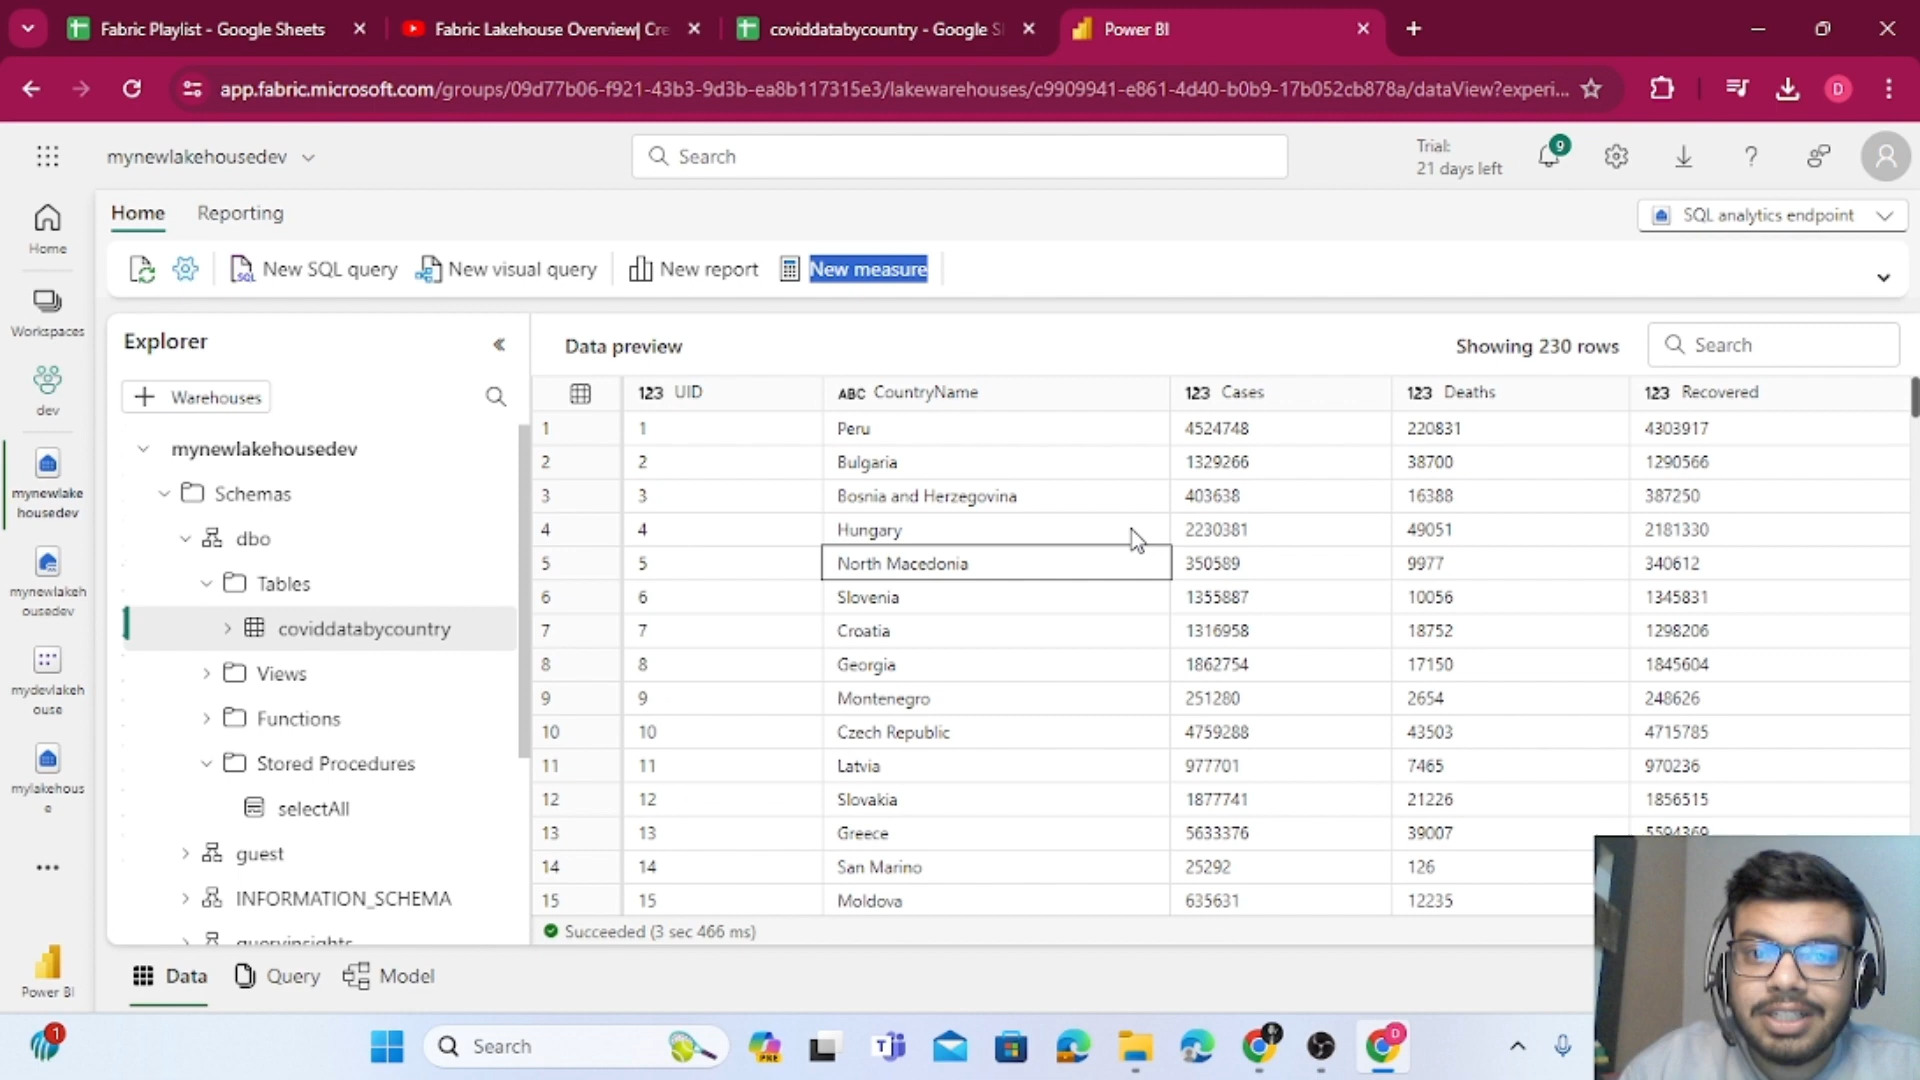 Fabric Playlist - Google Sheets
Fabric Lakehouse Overview| Cre
coviddatabycountry - Google S
Power BI
app.fabric.microsoft.com/groups/09d77b06-f921-43b3-9d3b-ea8b117315e3/lakewarehouses/c9909941-e861-4d40-b0b9-17b052cb878a/dataView?experi...
D
mynewlakehousedev
Search
Trial:
21 days left
9
Home
Reporting
SQL analytics endpoint
New SQL query
New visual query
New report
New measure
Home
Workspaces
dev
mynewlake
housedev
mynewlakeh
ousedev
mydevlakeh
ouse
mylakehous
e
Power BI
Explorer
Warehouses
mynewlakehousedev
Schemas
dbo
Tables
coviddatabycountry
Views
Functions
Stored Procedures
selectAll
guest
INFORMATION_SCHEMA
queryinsights
Data preview
Showing 230 rows
Search
123 UID ABC CountryName 123 Cases 123 Deaths 123 Recovered
1 1 Peru 4524748 220831 4303917
2 2 Bulgaria 1329266 38700 1290566
3 3 Bosnia and Herzegovina 403638 16388 387250
4 4 Hungary 2230381 49051 2181330
5 5 North Macedonia 350589 9977 340612
6 6 Slovenia 1355887 10056 1345831
7 7 Croatia 1316958 18752 1298206
8 8 Georgia 1862754 17150 1845604
9 9 Montenegro 251280 2654 248626
10 10 Czech Republic 4759288 43503 4715785
11 11 Latvia 977701 7465 970236
12 12 Slovakia 1877741 21226 1856515
13 13 Greece 5633376 39007 5594369
14 14 San Marino 25292 126
15 15 Moldova 635631 12235
Succeeded (3 sec 466 ms)
Data
Query
Model
1
Search
PRE
D